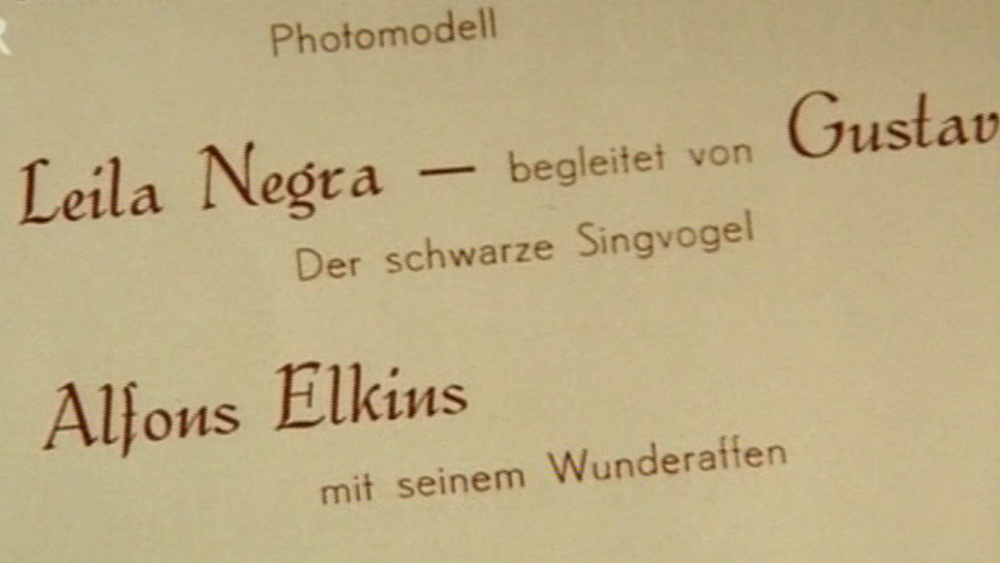 Photomodell
Leila Negra — begleitet von Gustav
Der schwarze Singvogel
Alfons Elkins
mit seinem Wunderaffen